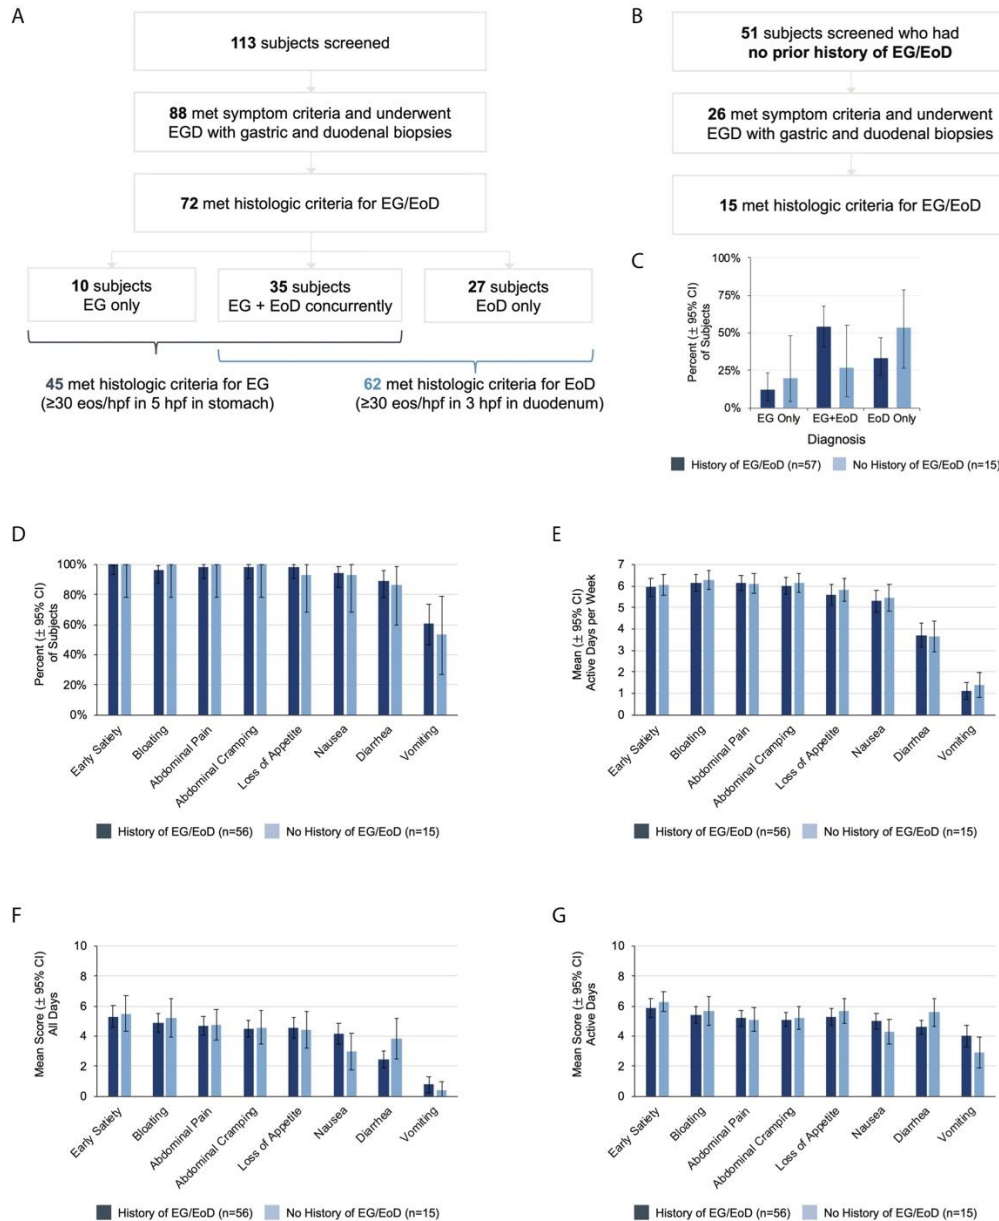 A
113 subjects screened
88 met symptom criteria and underwent
EGD with gastric and duodenal biopsies
72 met histologic criteria for EG/EoD
10 subjects
EG only
35 subjects
EG + EoD concurrently
27 subjects
EoD only
45 met histologic criteria for EG
(≥30 eos/hpf in 5 hpf in stomach)
62 met histologic criteria for EoD
(≥30 eos/hpf in 3 hpf in duodenum)
B
51 subjects screened who had
no prior history of EG/EoD
26 met symptom criteria and underwent
EGD with gastric and duodenal biopsies
15 met histologic criteria for EG/EoD
C
Percent (± 95% CI)
of Subjects
100%
75%
50%
25%
0%
EG Only
EG+EoD
EoD Only
Diagnosis
History of EG/EoD (n=57)
No History of EG/EoD (n=15)
D
Percent (± 95% CI)
of Subjects
100%
80%
60%
40%
20%
0%
Early Satiety
Bloating
Abdominal Pain
Abdominal Cramping
Loss of Appetite
Nausea
Diarrhea
Vomiting
History of EG/EoD (n=56)
No History of EG/EoD (n=15)
E
Mean (± 95% CI)
Active Days per Week
7
6
5
4
3
2
1
0
Early Satiety
Bloating
Abdominal Pain
Abdominal Cramping
Loss of Appetite
Nausea
Diarrhea
Vomiting
History of EG/EoD (n=56)
No History of EG/EoD (n=15)
F
Mean Score (± 95% CI)
All Days
10
8
6
4
2
0
Early Satiety
Bloating
Abdominal Pain
Abdominal Cramping
Loss of Appetite
Nausea
Diarrhea
Vomiting
History of EG/EoD (n=56)
No History of EG/EoD (n=15)
G
Mean Score (± 95% CI)
Active Days
10
8
6
4
2
0
Early Satiety
Bloating
Abdominal Pain
Abdominal Cramping
Loss of Appetite
Nausea
Diarrhea
Vomiting
History of EG/EoD (n=56)
No History of EG/EoD (n=15)